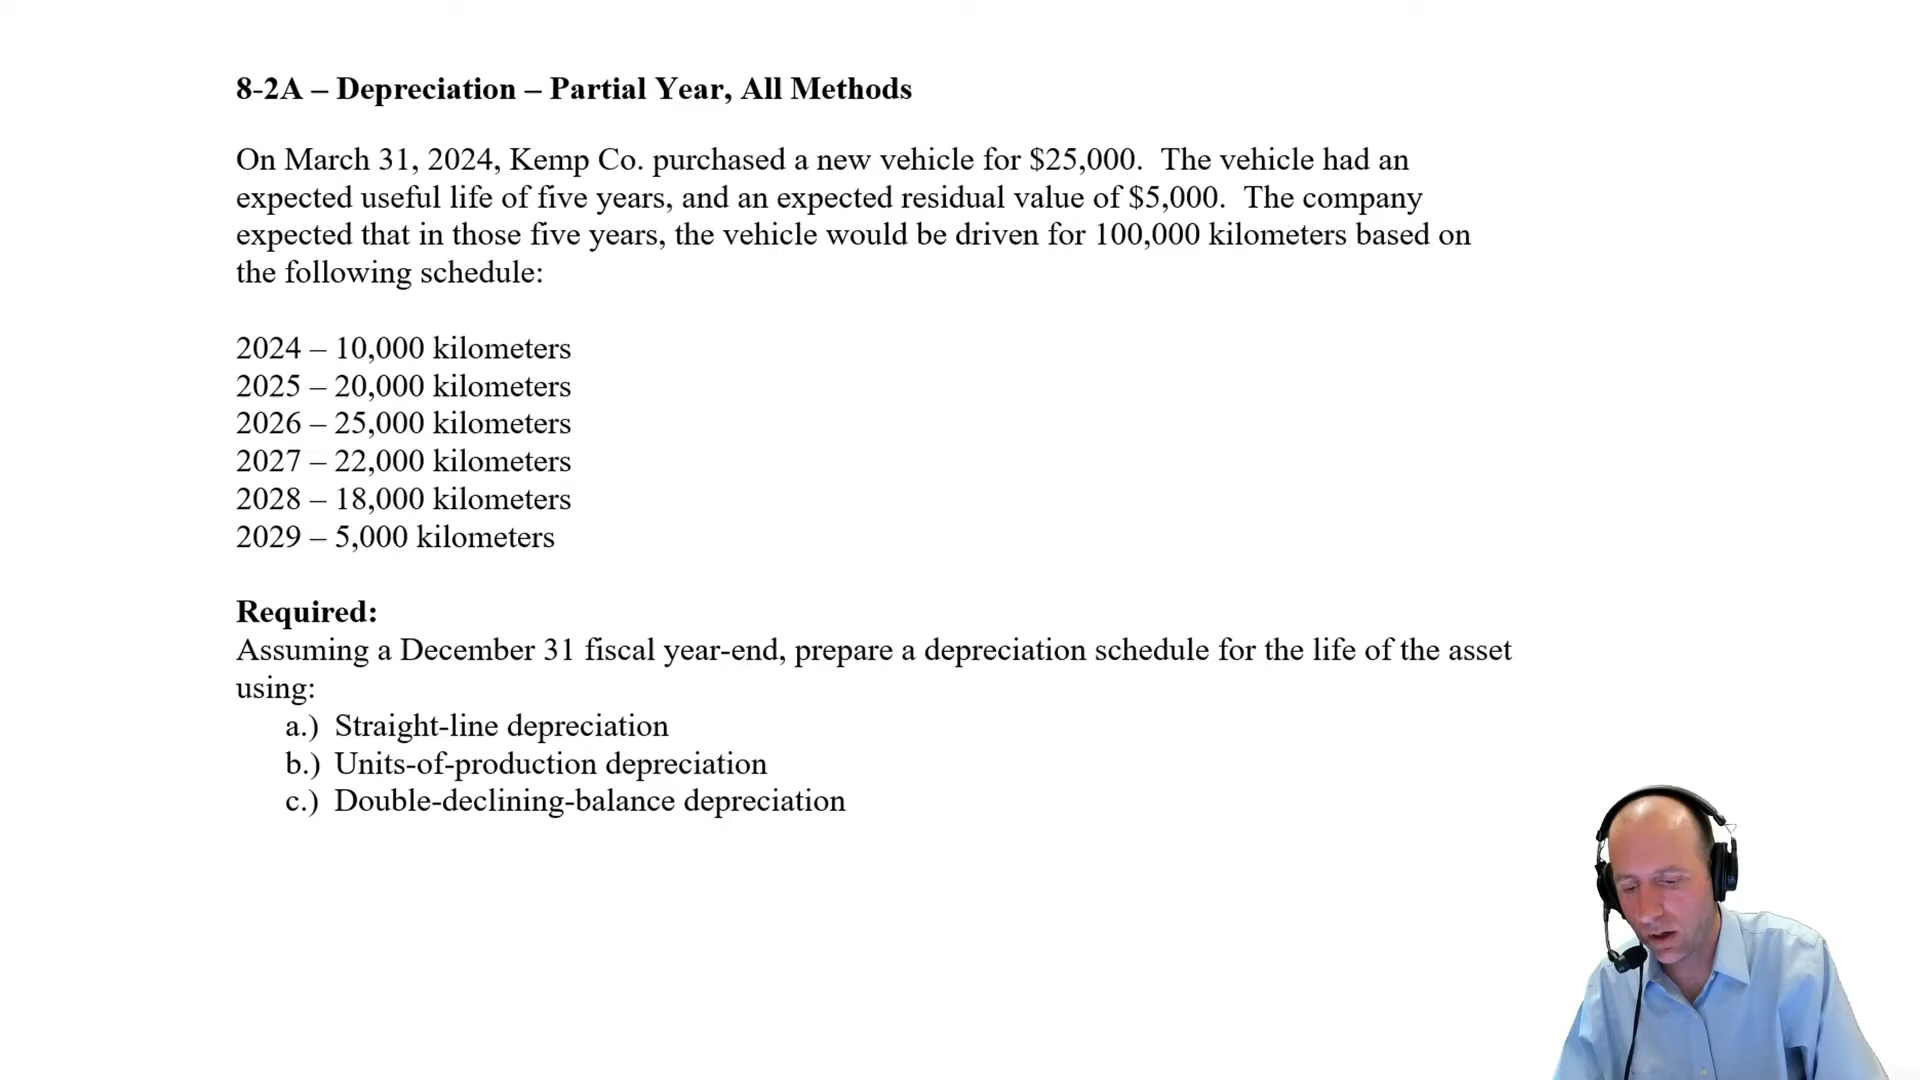 8-2A – Depreciation – Partial Year, All Methods
On March 31, 2024, Kemp Co. purchased a new vehicle for $25,000.  The vehicle had an
expected useful life of five years, and an expected residual value of $5,000.  The company
expected that in those five years, the vehicle would be driven for 100,000 kilometers based on
the following schedule:
2024 – 10,000 kilometers
2025 – 20,000 kilometers
2026 – 25,000 kilometers
2027 – 22,000 kilometers
2028 – 18,000 kilometers
2029 – 5,000 kilometers
Required:
Assuming a December 31 fiscal year-end, prepare a depreciation schedule for the life of the asset
using:
a.) Straight-line depreciation
b.) Units-of-production depreciation
c.) Double-declining-balance depreciation